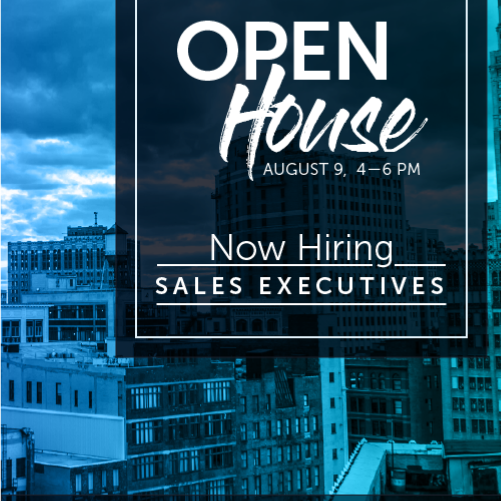 OPEN
House
AUGUST 9, 4–6 PM
Now Hiring
SALES EXECUTIVES